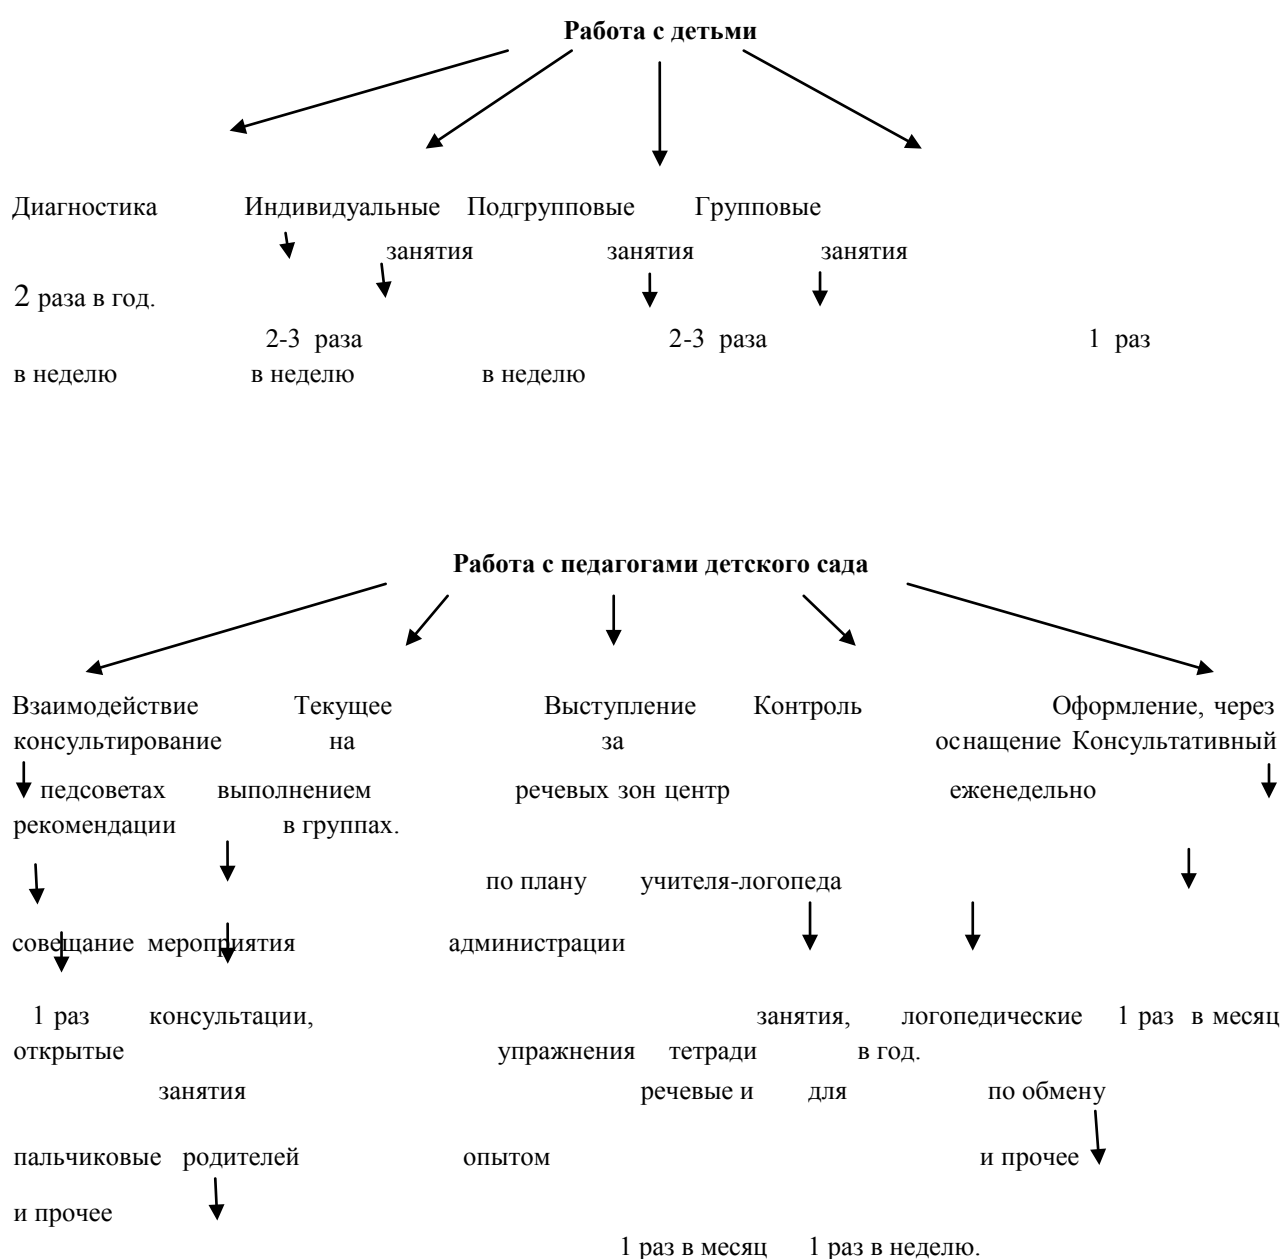 Работа с детьми
Диагностика Индивидуальные Подгрупповые Групповые
занятия занятия занятия
2 раза в год.
2-3 раза 2-3 раза 1 раз
в неделю в неделю в неделю
Работа с педагогами детского сада
Взаимодействие Текущее Выступление Контроль Оформление, через
консультирование на за оснащение Консультативный
педсоветах выполнением речевых зон центр еженедельно
рекомендации в группах.
по плану учителя-логопеда
совещание мероприятия администрации
1 раз консультации, занятия, логопедические 1 раз в месяц
открытые упражнения тетради в год.
занятия речевые и для по обмену
пальчиковые родителей опытом и прочее
и прочее
1 раз в месяц 1 раз в неделю.